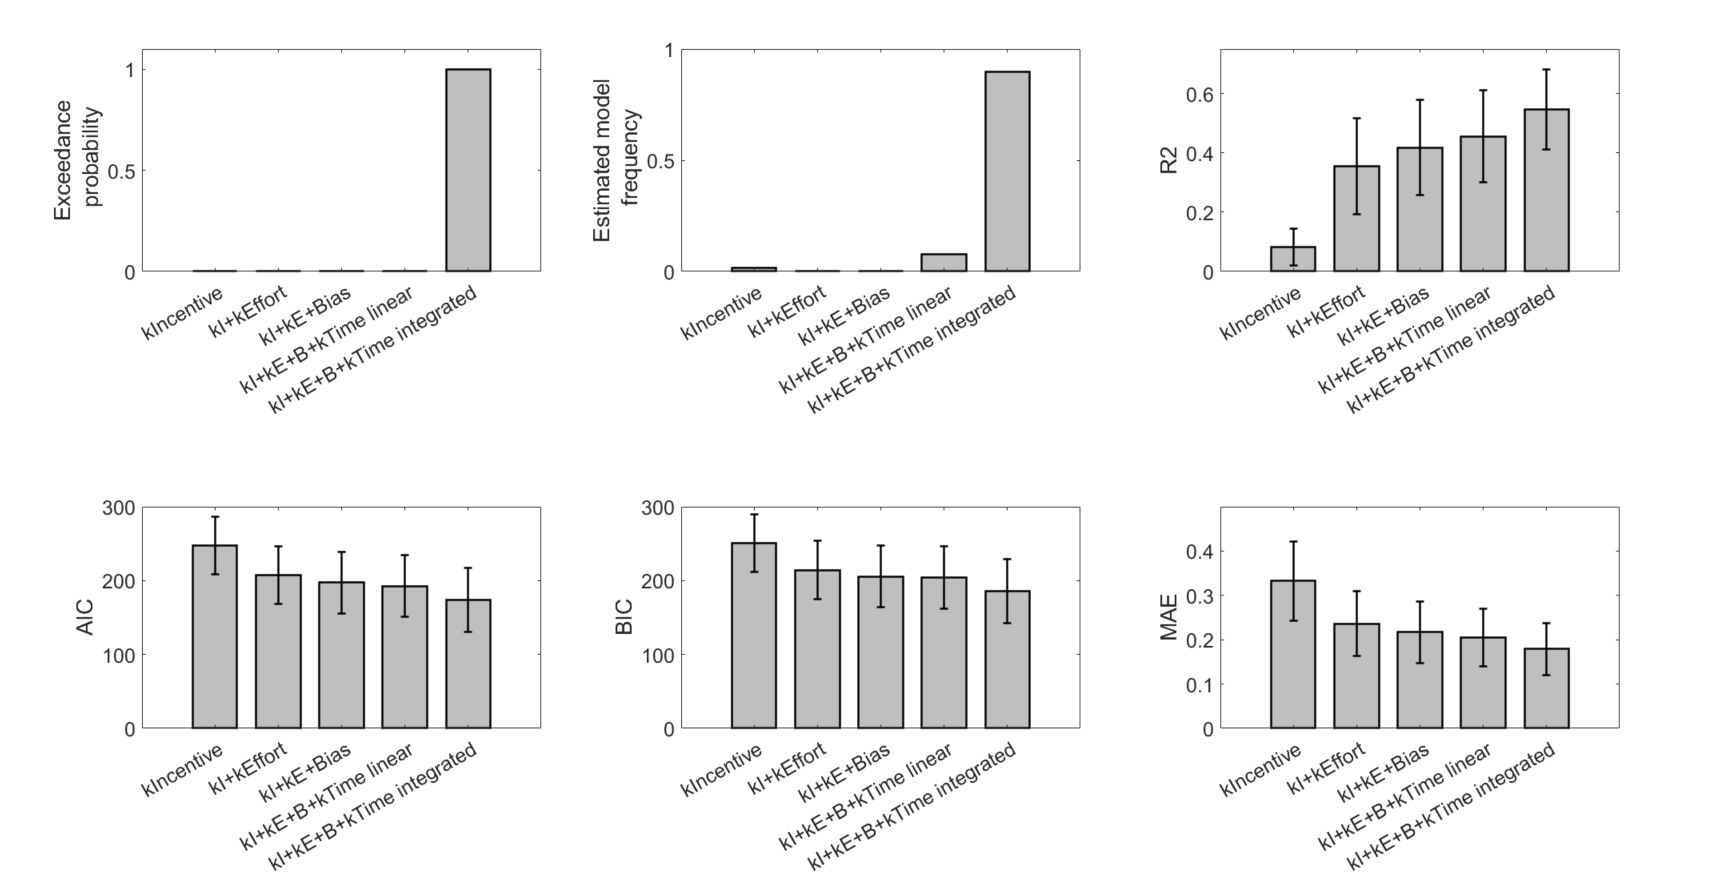 Exceedance
probability
1
0.5
0
kIncentive
kI+kEffort
kI+kE+Bias
kI+kE+B+kTime linear
kI+kE+B+kTime integrated
Estimated model
frequency
1
0.5
0
kIncentive
kI+kEffort
kI+kE+Bias
kI+kE+B+kTime linear
kI+kE+B+kTime integrated
R2
0.6
0.4
0.2
0
kIncentive
kI+kEffort
kI+kE+Bias
kI+kE+B+kTime linear
kI+kE+B+kTime integrated
AIC
300
200
100
0
kIncentive
kI+kEffort
kI+kE+Bias
kI+kE+B+kTime linear
kI+kE+B+kTime integrated
BIC
300
200
100
0
kIncentive
kI+kEffort
kI+kE+Bias
kI+kE+B+kTime linear
kI+kE+B+kTime integrated
MAE
0.4
0.3
0.2
0.1
0
kIncentive
kI+kEffort
kI+kE+Bias
kI+kE+B+kTime linear
kI+kE+B+kTime integrated